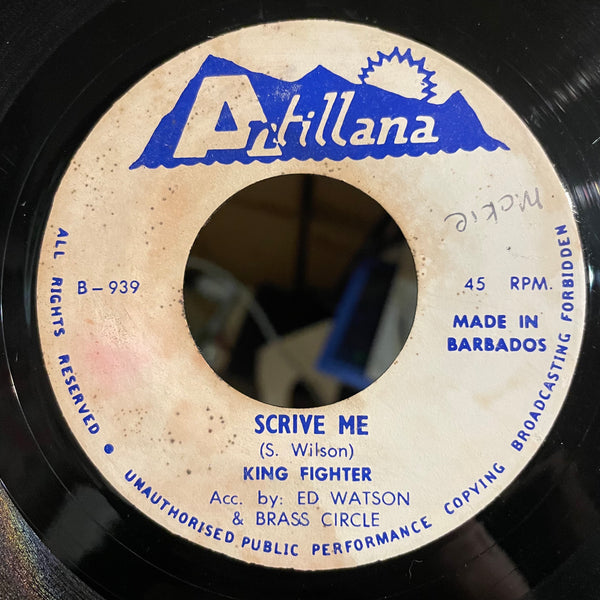 Antillana
Mckie
B-939
45 RPM.
MADE IN
BARBADOS
SCRIVE ME
(S. Wilson)
KING FIGHTER
Acc. by: ED WATSON
& BRASS CIRCLE
ALL RIGHTS RESERVED • UNAUTHORISED PUBLIC PERFORMANCE COPYING BROADCASTING FORBIDDEN